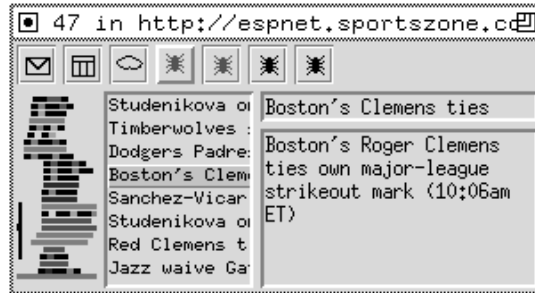 47 in http://espnet.sportszone.co
Studenikova o
Timberwolves
Dodgers Padre
Boston's Clem
Sanchez-Vicar
Studenikova o
Red Clemens t
Jazz waive Ga
Boston's Clemens ties
Boston's Roger Clemens
ties own major-league
strikeout mark (10:06am
ET)